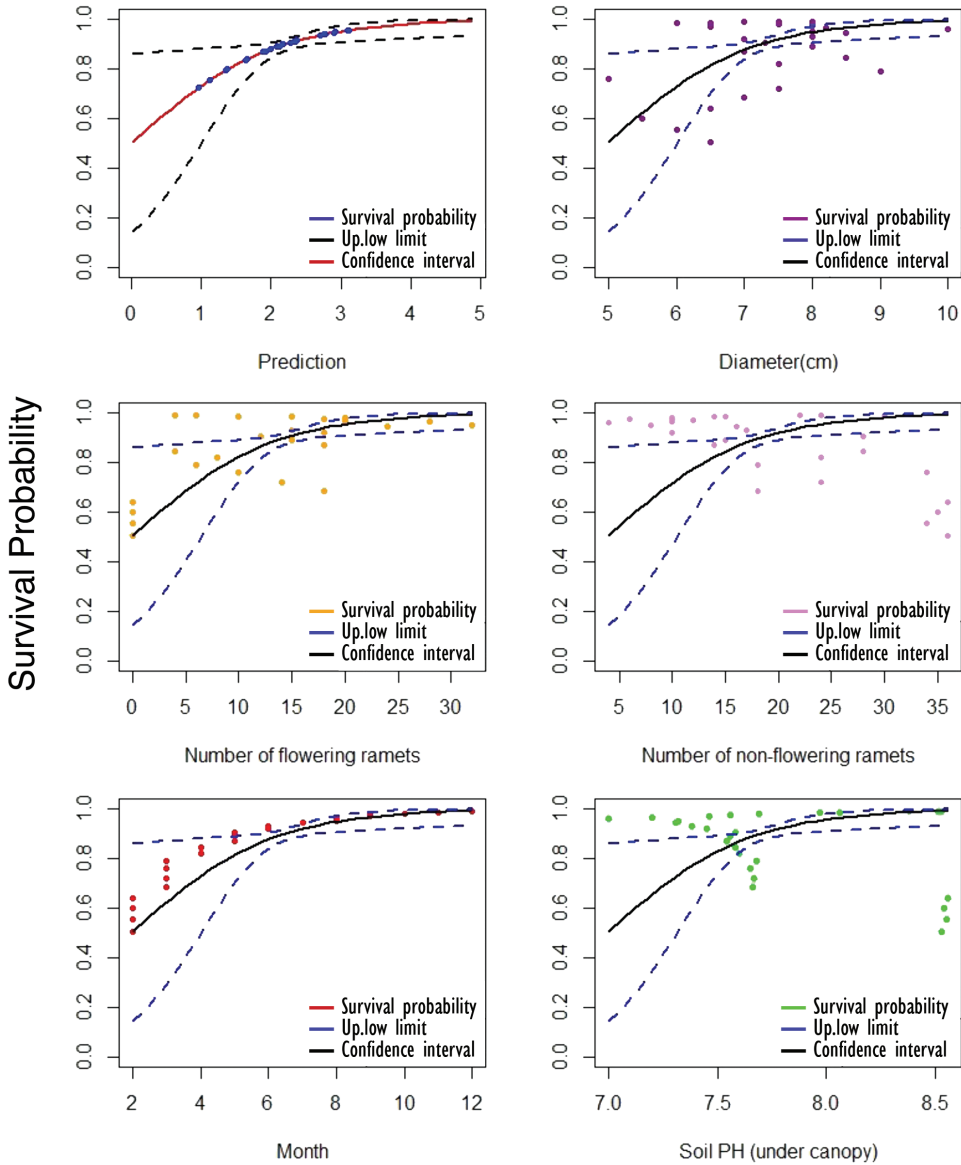 Survival Probability
1.0
0.8
0.6
0.4
0.2
0.0
Survival probability
Up.low limit
Confidence interval
0 1 2 3 4 5
Prediction
1.0
0.8
0.6
0.4
0.2
0.0
Survival probability
Up.low limit
Confidence interval
5 6 7 8 9 10
Diameter(cm)
1.0
0.8
0.6
0.4
0.2
0.0
Survival probability
Up.low limit
Confidence interval
0 5 10 15 20 25 30
Number of flowering ramets
1.0
0.8
0.6
0.4
0.2
0.0
Survival probability
Up.low limit
Confidence interval
5 10 15 20 25 30 35
Number of non-flowering ramets
1.0
0.8
0.6
0.4
0.2
0.0
Survival probability
Up.low limit
Confidence interval
2 4 6 8 10 12
Month
1.0
0.8
0.6
0.4
0.2
0.0
Survival probability
Up.low limit
Confidence interval
7.0 7.5 8.0 8.5
Soil PH (under canopy)